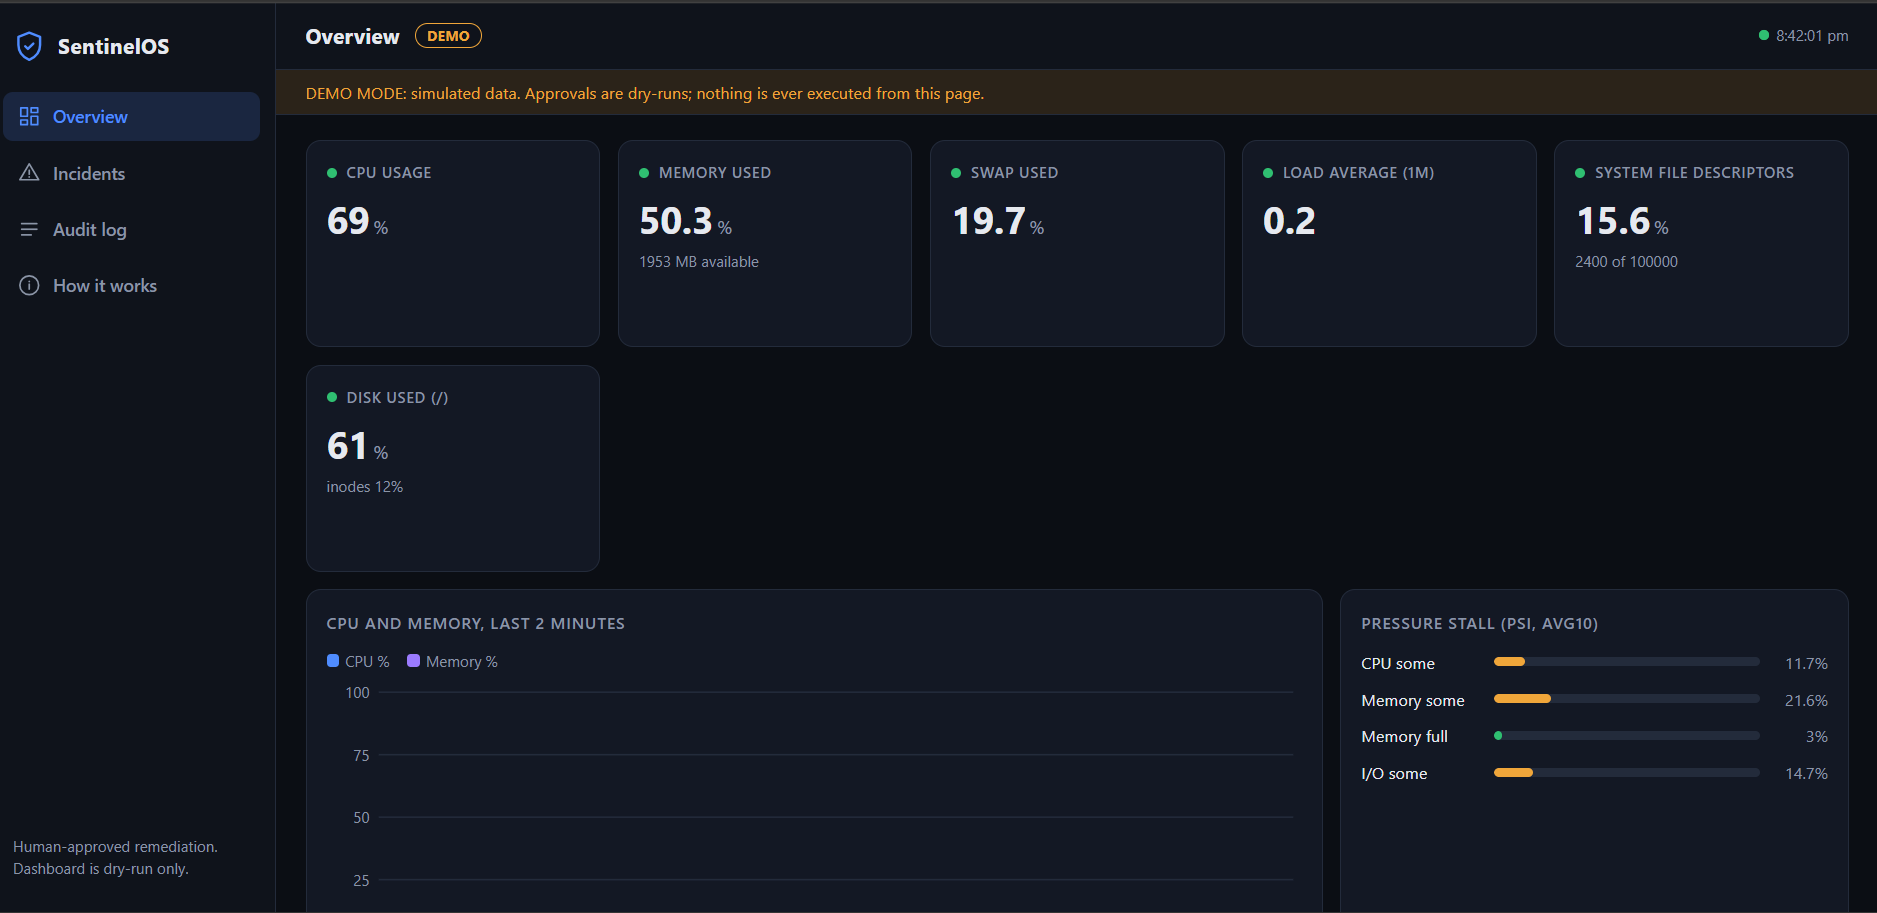 SentinelOS
Overview
Incidents
Audit log
How it works
Human-approved remediation.
Dashboard is dry-run only.
Overview DEMO
8:42:01 pm
DEMO MODE: simulated data. Approvals are dry-runs; nothing is ever executed from this page.
CPU USAGE
69 %
MEMORY USED
50.3 %
1953 MB available
SWAP USED
19.7 %
LOAD AVERAGE (1M)
0.2
SYSTEM FILE DESCRIPTORS
15.6 %
2400 of 100000
DISK USED (/)
61 %
inodes 12%
CPU AND MEMORY, LAST 2 MINUTES
CPU % Memory %
100
75
50
25
PRESSURE STALL (PSI, AVG10)
CPU some 11.7%
Memory some 21.6%
Memory full 3%
I/O some 14.7%